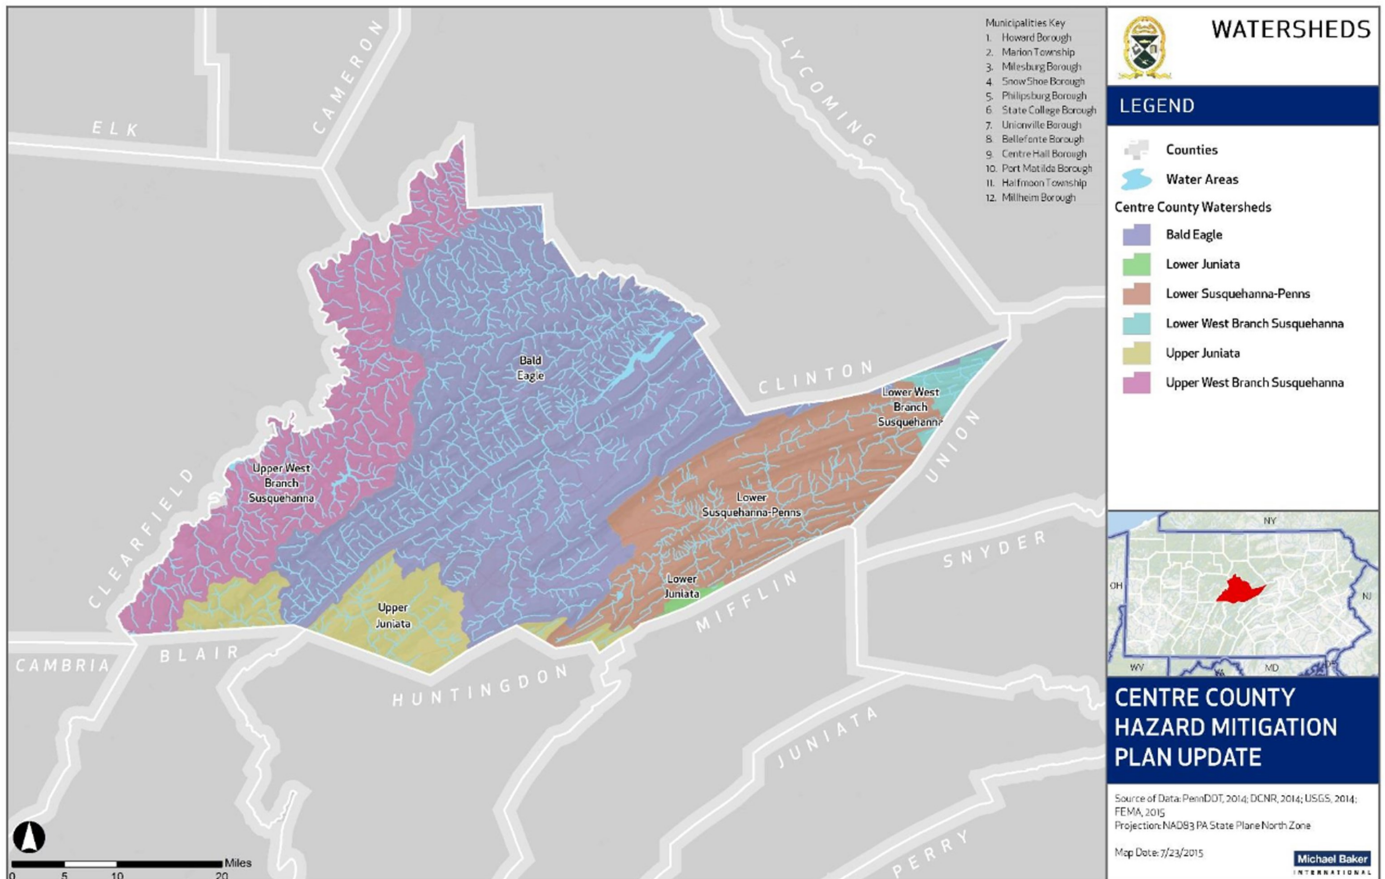 Municipalities Key
1. Howard Borough
2. Marion Township
3. Milesburg Borough
4. Snow Shoe Borough
5. Philipsburg Borough
6. State College Borough
7. Unionville Borough
8. Bellefonte Borough
9. Centre Hall Borough
10. Port Matilda Borough
11. Halfmoon Township
12. Millheim Borough
ELK
CAMERON
LYCOMING
CLINTON
UNION
CLEARFIELD
SNYDER
MIFFLIN
CAMBRIA
BLAIR
HUNTINGDON
JUNIATA
PERRY
Bald
Eagle
Lower West
Branch
Susquehanna
Upper West
Branch
Susquehanna
Lower
Susquehanna-Penns
Lower
Juniata
Upper
Juniata
Miles
0 5 10 20
WATERSHEDS
LEGEND
Counties
Water Areas
Centre County Watersheds
Bald Eagle
Lower Juniata
Lower Susquehanna-Penns
Lower West Branch Susquehanna
Upper Juniata
Upper West Branch Susquehanna
NY
OH
NJ
WV
MD
CENTRE COUNTY
HAZARD MITIGATION
PLAN UPDATE
Source of Data: PennDOT, 2014; DCNR, 2014; USGS, 2014;
FEMA, 2015
Projection: NAD83 PA State Plane North Zone
Map Date: 7/23/2015
Michael Baker
INTERNATIONAL